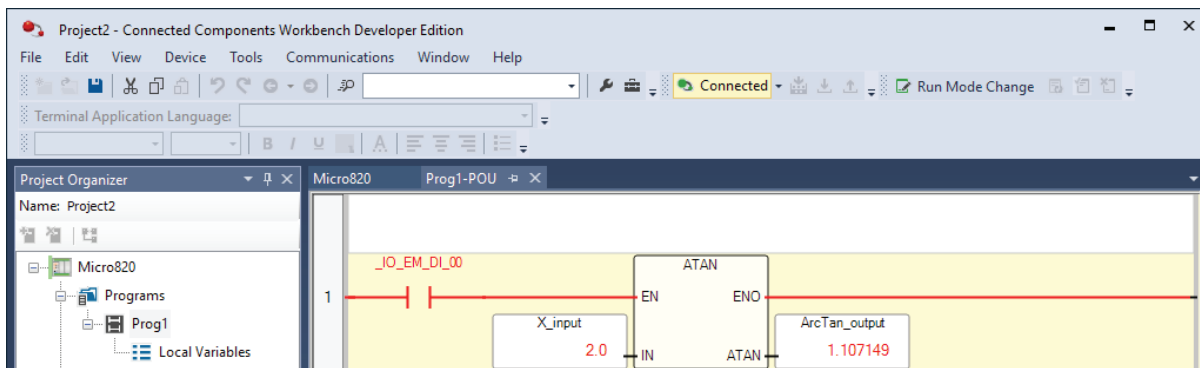 Project2 - Connected Components Workbench Developer Edition
File Edit View Device Tools Communications Window Help
Connected Run Mode Change
Terminal Application Language:
B I U A
Project Organizer Micro820 Prog1-POU
Name: Project2
Micro820
Programs
Prog1
Local Variables
_IO_EM_DI_00 ATAN
1 EN ENO
X_input ArcTan_output
2.0 IN ATAN 1.107149